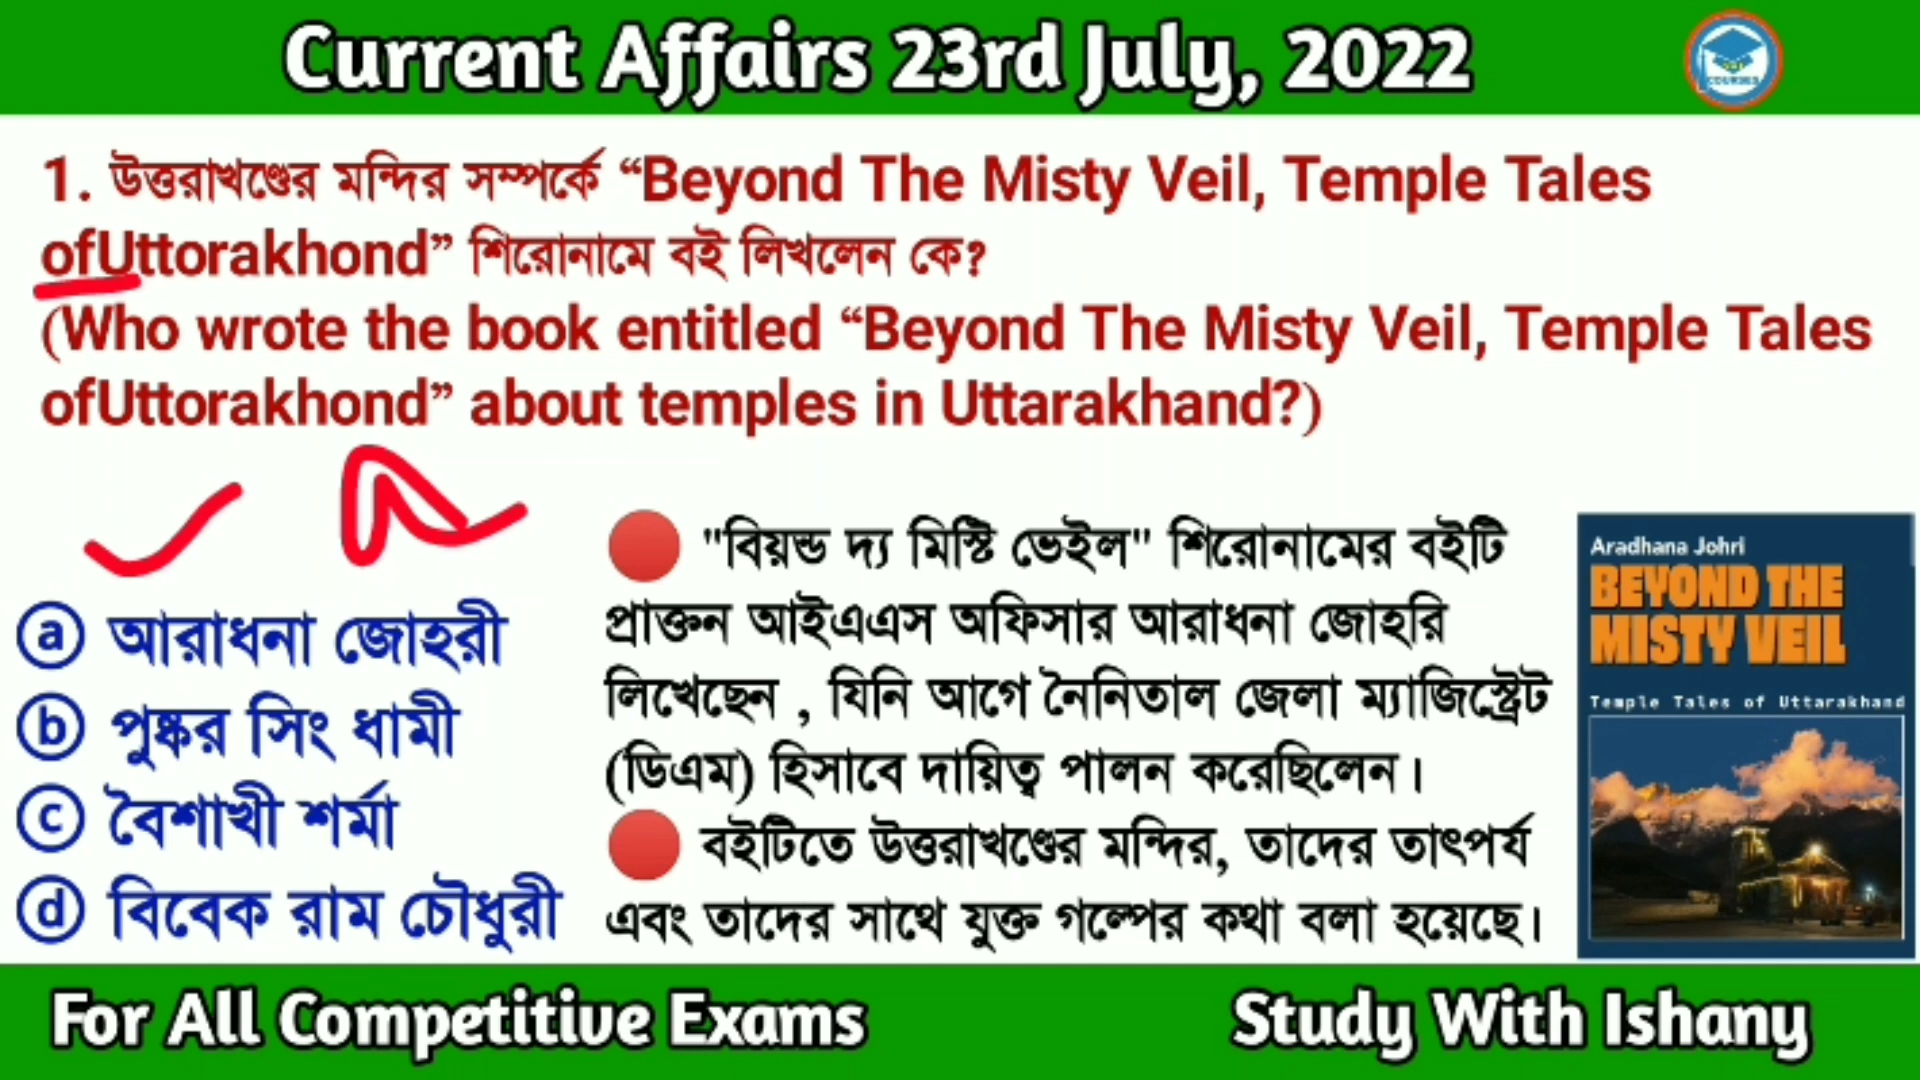 Current Affairs 23rd July, 2022
COURSES
1. উত্তরাখণ্ডের মন্দির সম্পর্কে “Beyond The Misty Veil, Temple Tales
ofUttorakhond” শিরোনামে বই লিখলেন কে?
(Who wrote the book entitled “Beyond The Misty Veil, Temple Tales
ofUttorakhond” about temples in Uttarakhand?)
a আরাধনা জোহরী
b পুষ্কর সিং ধামী
c বৈশাখী শর্মা
d বিবেক রাম চৌধুরী
"বিয়ন্ড দ্য মিস্টি ভেইল" শিরোনামের বইটি
প্রাক্তন আইএএস অফিসার আরাধনা জোহরি
লিখেছেন , যিনি আগে নৈনিতাল জেলা ম্যাজিস্ট্রেট
(ডিএম) হিসাবে দায়িত্ব পালন করেছিলেন।
বইটিতে উত্তরাখণ্ডের মন্দির, তাদের তাৎপর্য
এবং তাদের সাথে যুক্ত গল্পের কথা বলা হয়েছে।
Aradhana Johri
BEYOND THE
MISTY VEIL
Temple Tales of Uttarakhand
For All Competitive Exams
Study With Ishany